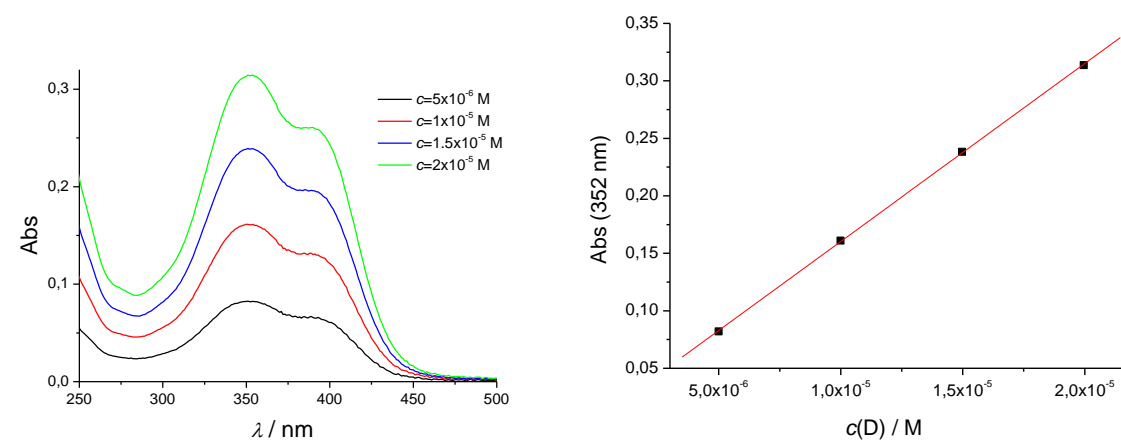 0,3
0,2
0,1
0,0
Abs
250 300 350 400 450 500
λ / nm
c=5x10⁻⁶ M
c=1x10⁻⁵ M
c=1.5x10⁻⁵ M
c=2x10⁻⁵ M
0,35
0,30
0,25
0,20
0,15
0,10
0,05
Abs (352 nm)
5,0x10⁻⁶ 1,0x10⁻⁵ 1,5x10⁻⁵ 2,0x10⁻⁵
c(D) / M